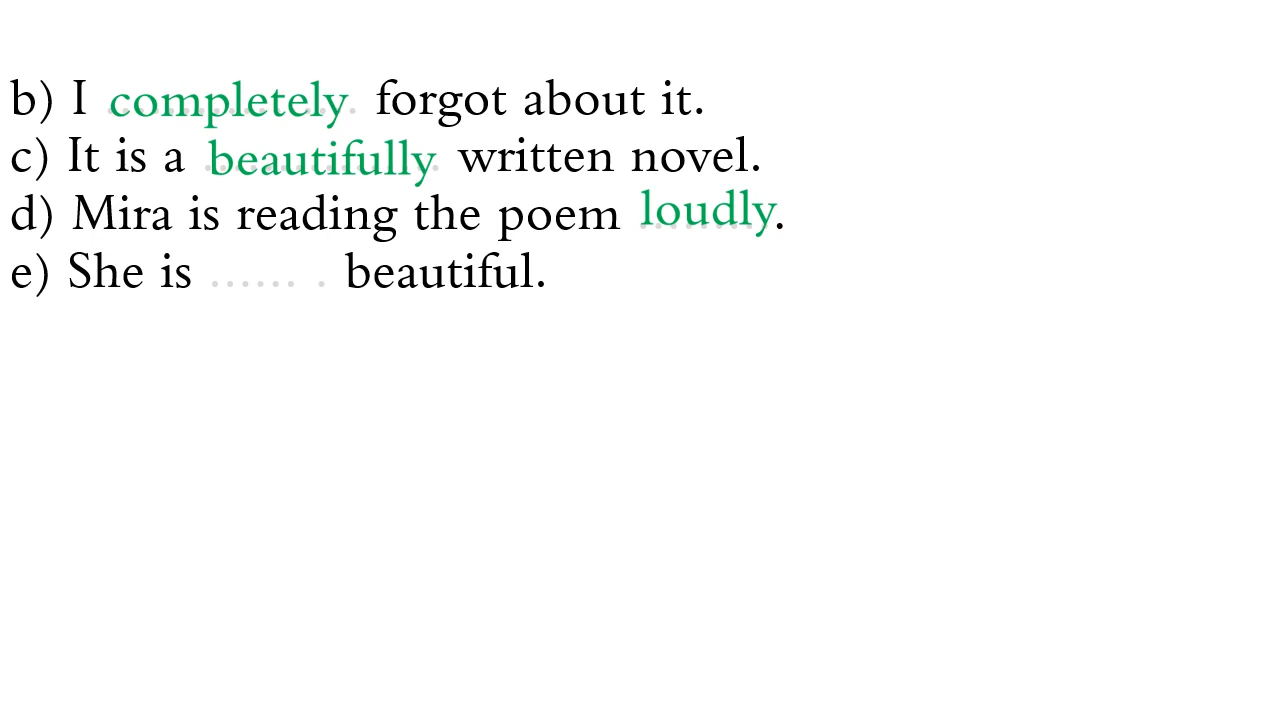 b) I completely forgot about it.
c) It is a beautifully written novel.
d) Mira is reading the poem loudly.
e) She is ...... . beautiful.